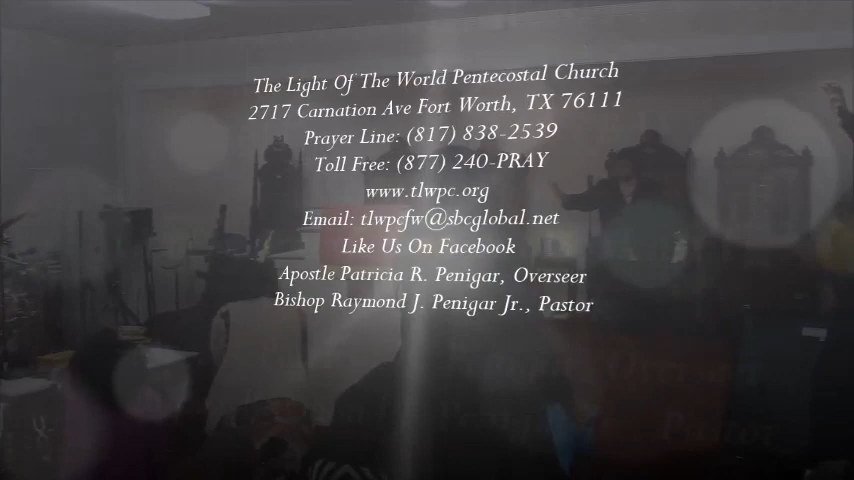 The Light Of The World Pentecostal Church
2717 Carnation Ave Fort Worth, TX 76111
Prayer Line: (817) 838-2539
Toll Free: (877) 240-PRAY
www.tlwpc.org
Email: tlwpcfw@sbcglobal.net
Like Us On Facebook
Apostle Patricia R. Penigar, Overseer
Bishop Raymond J. Penigar Jr., Pastor